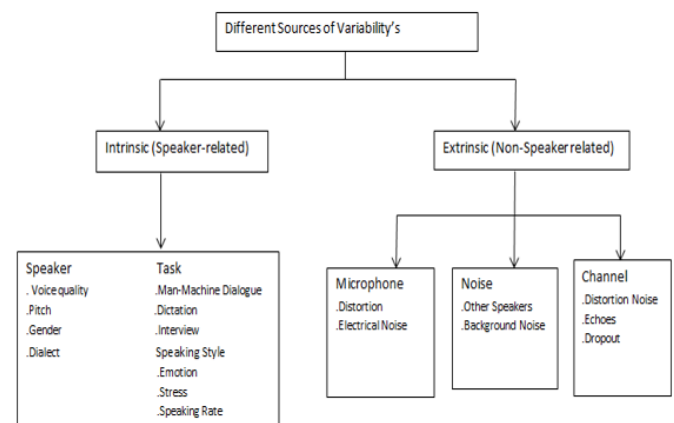 Different Sources of Variability's
Intrinsic (Speaker-related)
Extrinsic (Non-Speaker related)
Speaker
. Voice quality
.Pitch
.Gender
.Dialect
Task
.Man-Machine Dialogue
.Dictation
.Interview
Speaking Style
.Emotion
.Stress
.Speaking Rate
Microphone
.Distortion
.Electrical Noise
Noise
.Other Speakers
.Background Noise
Channel
.Distortion Noise
.Echoes
.Dropout